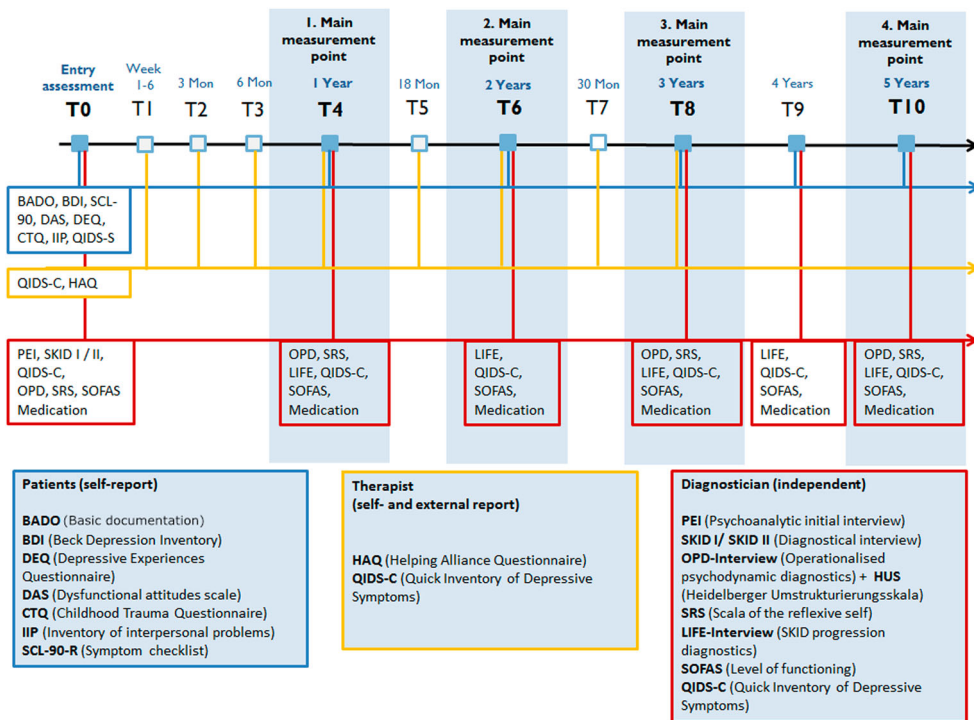 1. Main
measurement
point
2. Main
measurement
point
3. Main
measurement
point
4. Main
measurement
point
Entry
assessment
Week
1-6
3 Mon
6 Mon
1 Year
18 Mon
2 Years
30 Mon
3 Years
4 Years
5 Years
T0
T1
T2
T3
T4
T5
T6
T7
T8
T9
T10
BADO, BDI, SCL-
90, DAS, DEQ,
CTQ, IIP, QIDS-S
QIDS-C, HAQ
PEI, SKID I / II,
QIDS-C,
OPD, SRS, SOFAS
Medication
OPD, SRS,
LIFE, QIDS-C,
SOFAS,
Medication
LIFE,
QIDS-C,
SOFAS,
Medication
OPD, SRS,
LIFE, QIDS-C,
SOFAS,
Medication
LIFE,
QIDS-C,
SOFAS,
Medication
OPD, SRS,
LIFE, QIDS-C,
SOFAS,
Medication
Patients (self-report)
BADO (Basic documentation)
BDI (Beck Depression Inventory)
DEQ (Depressive Experiences
Questionnaire)
DAS (Dysfunctional attitudes scale)
CTQ (Childhood Trauma Questionnaire)
IIP (Inventory of interpersonal problems)
SCL-90-R (Symptom checklist)
Therapist
(self- and external report)
HAQ (Helping Alliance Questionnaire)
QIDS-C (Quick Inventory of Depressive
Symptoms)
Diagnostician (independent)
PEI (Psychoanalytic initial interview)
SKID I/ SKID II (Diagnostical interview)
OPD-Interview (Operationalised
psychodynamic diagnostics) + HUS
(Heidelberger Umstrukturierungsskala)
SRS (Scala of the reflexive self)
LIFE-Interview (SKID progression
diagnostics)
SOFAS (Level of functioning)
QIDS-C (Quick Inventory of Depressive
Symptoms)